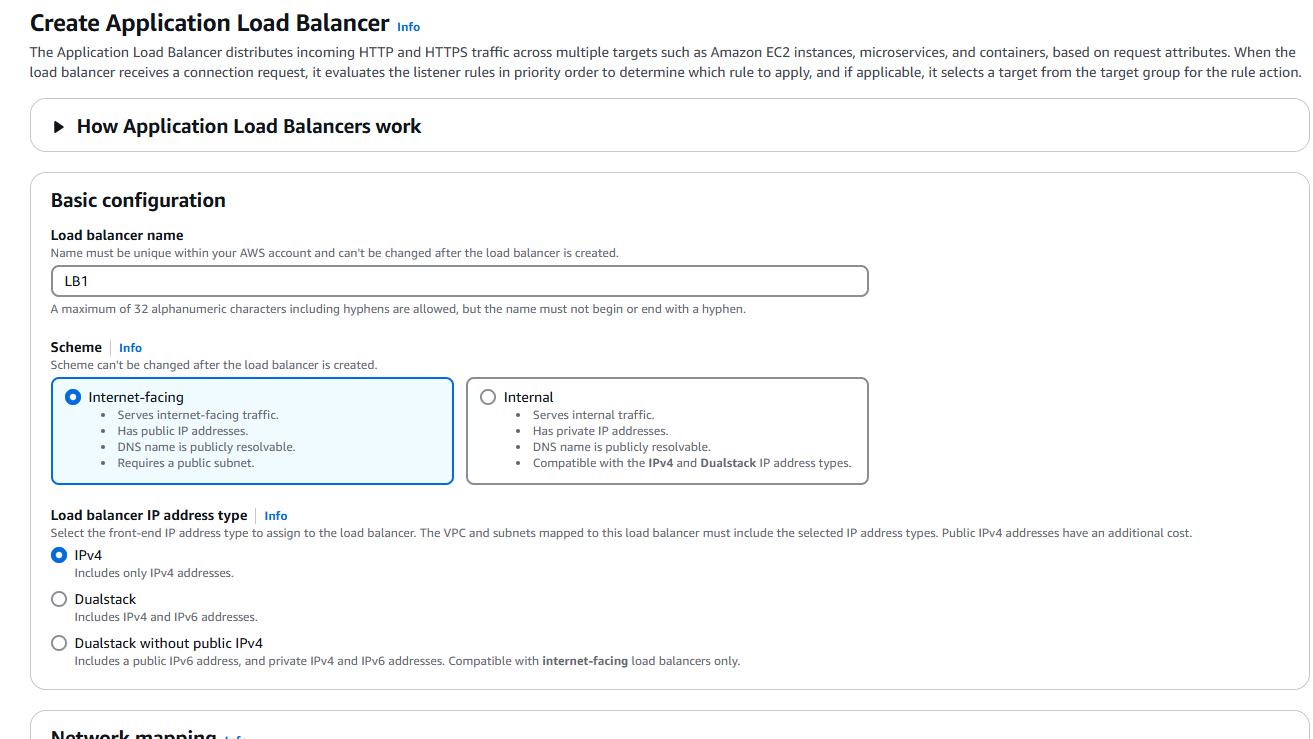 Create Application Load Balancer Info
The Application Load Balancer distributes incoming HTTP and HTTPS traffic across multiple targets such as Amazon EC2 instances, microservices, and containers, based on request attributes. When the
load balancer receives a connection request, it evaluates the listener rules in priority order to determine which rule to apply, and if applicable, it selects a target from the target group for the rule action.
How Application Load Balancers work
Basic configuration
Load balancer name
Name must be unique within your AWS account and can't be changed after the load balancer is created.
LB1
A maximum of 32 alphanumeric characters including hyphens are allowed, but the name must not begin or end with a hyphen.
Scheme Info
Scheme can't be changed after the load balancer is created.
Internet-facing
• Serves internet-facing traffic.
• Has public IP addresses.
• DNS name is publicly resolvable.
• Requires a public subnet.
Internal
• Serves internal traffic.
• Has private IP addresses.
• DNS name is publicly resolvable.
• Compatible with the IPv4 and Dualstack IP address types.
Load balancer IP address type Info
Select the front-end IP address type to assign to the load balancer. The VPC and subnets mapped to this load balancer must include the selected IP address types. Public IPv4 addresses have an additional cost.
IPv4
Includes only IPv4 addresses.
Dualstack
Includes IPv4 and IPv6 addresses.
Dualstack without public IPv4
Includes a public IPv6 address, and private IPv4 and IPv6 addresses. Compatible with internet-facing load balancers only.
Network mapping Info